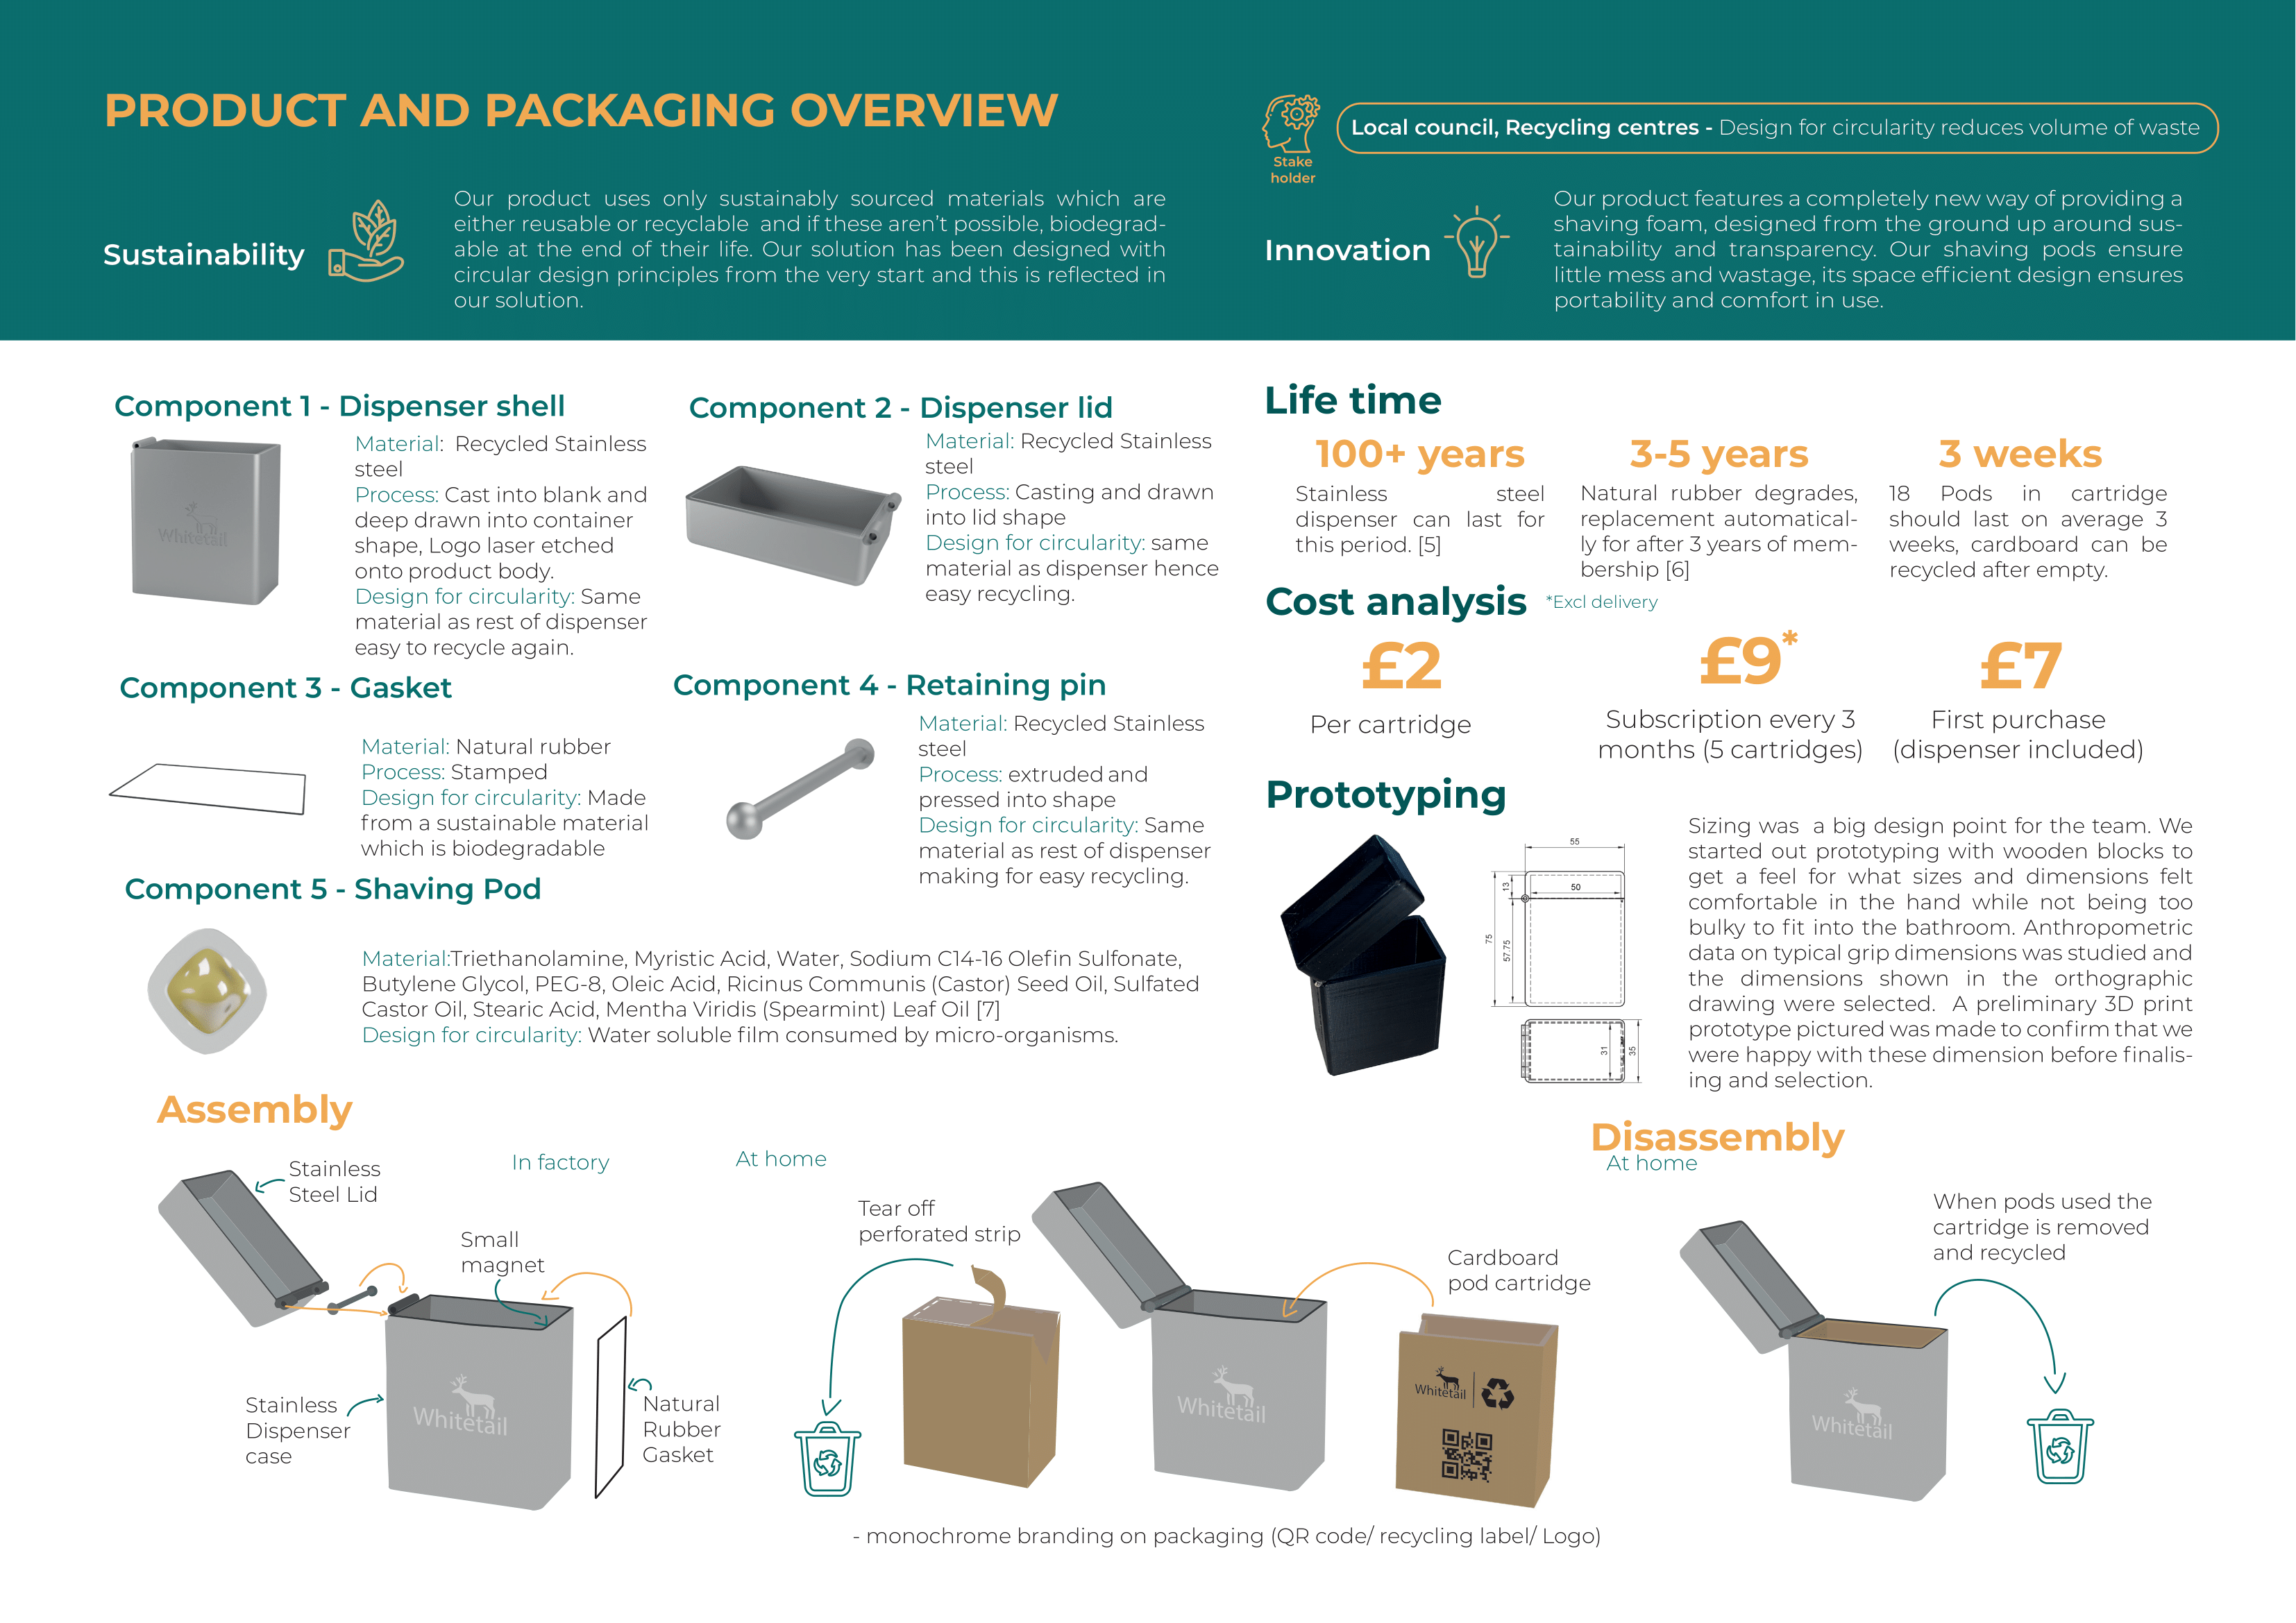 PRODUCT AND PACKAGING OVERVIEW
Stake
holder
Local council, Recycling centres - Design for circularity reduces volume of waste
Sustainability
Our product uses only sustainably sourced materials which are
either reusable or recyclable and if these aren't possible, biodegrad-
able at the end of their life. Our solution has been designed with
circular design principles from the very start and this is reflected in
our solution.
Innovation
Our product features a completely new way of providing a
shaving foam, designed from the ground up around sus-
tainability and transparency. Our shaving pods ensure
little mess and wastage, its space efficient design ensures
portability and comfort in use.
Component 1 - Dispenser shell
Whitetail
Material: Recycled Stainless
steel
Process: Cast into blank and
deep drawn into container
shape, Logo laser etched
onto product body.
Design for circularity: Same
material as rest of dispenser
easy to recycle again.
Component 2 - Dispenser lid
Material: Recycled Stainless
steel
Process: Casting and drawn
into lid shape
Design for circularity: same
material as dispenser hence
easy recycling.
Component 3 - Gasket
Material: Natural rubber
Process: Stamped
Design for circularity: Made
from a sustainable material
which is biodegradable
Component 4 - Retaining pin
Material: Recycled Stainless
steel
Process: extruded and
pressed into shape
Design for circularity: Same
material as rest of dispenser
making for easy recycling.
Component 5 - Shaving Pod
Material:Triethanolamine, Myristic Acid, Water, Sodium C14-16 Olefin Sulfonate,
Butylene Glycol, PEG-8, Oleic Acid, Ricinus Communis (Castor) Seed Oil, Sulfated
Castor Oil, Stearic Acid, Mentha Viridis (Spearmint) Leaf Oil [7]
Design for circularity: Water soluble film consumed by micro-organisms.
Life time
100+ years
Stainless steel
dispenser can last for
this period. [5]
3-5 years
Natural rubber degrades,
replacement automatical-
ly for after 3 years of mem-
bership [6]
3 weeks
18 Pods in cartridge
should last on average 3
weeks, cardboard can be
recycled after empty.
Cost analysis *Excl delivery
£2
Per cartridge
£9*
Subscription every 3
months (5 cartridges)
£7
First purchase
(dispenser included)
Prototyping
55
13
50
75
57.75
31
35
Sizing was a big design point for the team. We
started out prototyping with wooden blocks to
get a feel for what sizes and dimensions felt
comfortable in the hand while not being too
bulky to fit into the bathroom. Anthropometric
data on typical grip dimensions was studied and
the dimensions shown in the orthographic
drawing were selected. A preliminary 3D print
prototype pictured was made to confirm that we
were happy with these dimension before finalis-
ing and selection.
Assembly
In factory
Stainless
Steel Lid
Small
magnet
Stainless
Dispenser
case
Whitetail
Natural
Rubber
Gasket
At home
Tear off
perforated strip
Whitetail
Cardboard
pod cartridge
Whitetail
- monochrome branding on packaging (QR code/ recycling label/ Logo)
Disassembly
At home
When pods used the
cartridge is removed
and recycled
Whitetail